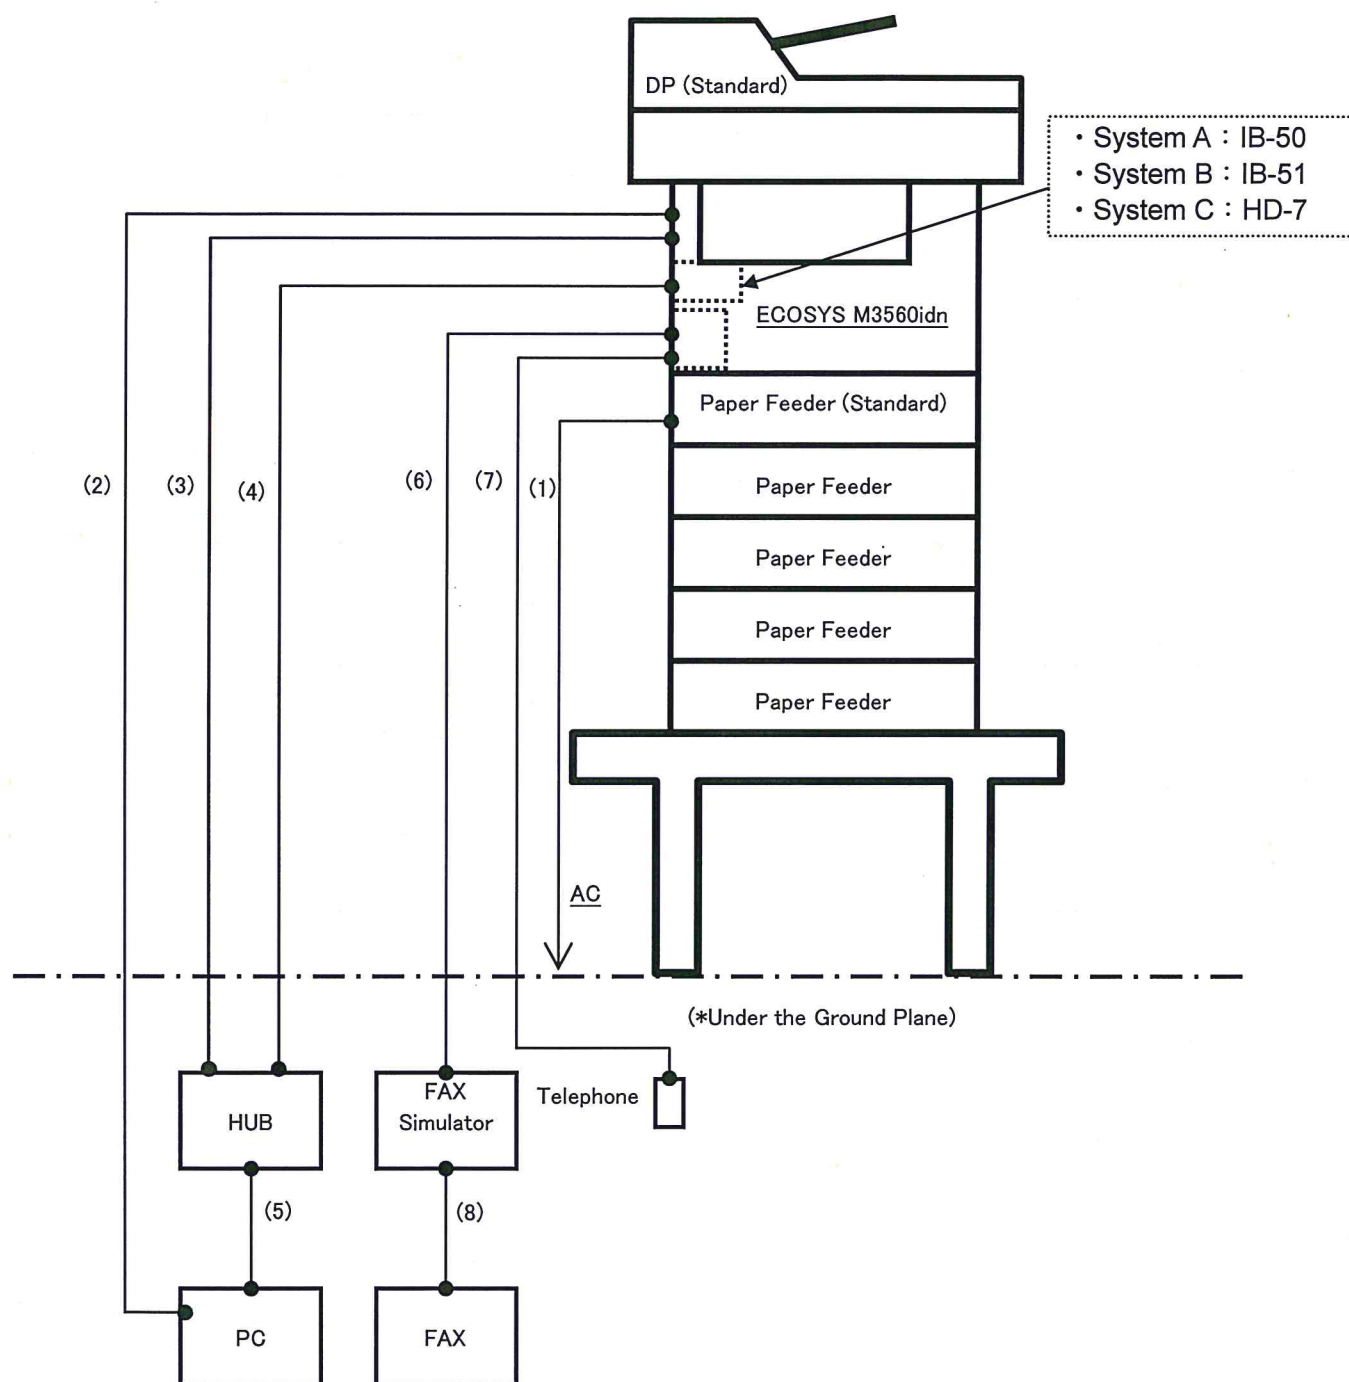 DP (Standard)
・System A：IB-50
・System B：IB-51
・System C：HD-7
ECOSYS M3560idn
Paper Feeder (Standard)
(2)
(3)
(4)
(6)
(7)
(1)
Paper Feeder
Paper Feeder
Paper Feeder
Paper Feeder
AC
(*Under the Ground Plane)
HUB
FAX
Simulator
Telephone
(5)
(8)
PC
FAX